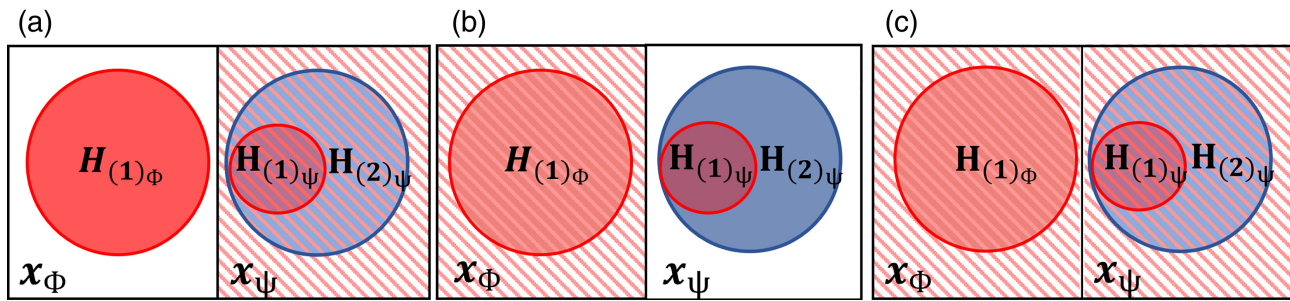 (a) (b) (c)
H(1)Φ H(1)ψ H(2)ψ H(1)Φ H(1)ψ H(2)ψ H(1)Φ H(1)ψ H(2)ψ
xΦ xψ xΦ xψ xΦ xψ